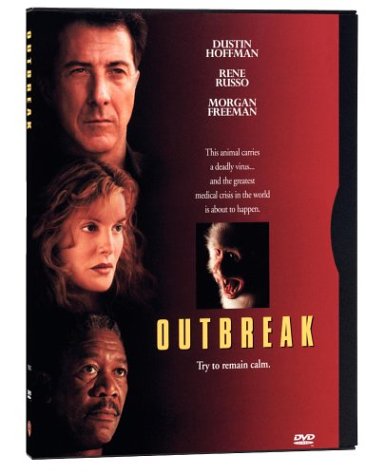 OUTBREAK
DUSTIN
HOFFMAN
RENE
RUSSO
MORGAN
FREEMAN
This animal carries
a deadly virus...
and the greatest
medical crisis in the world
is about to happen.
OUTBREAK
Try to remain calm.
DVD